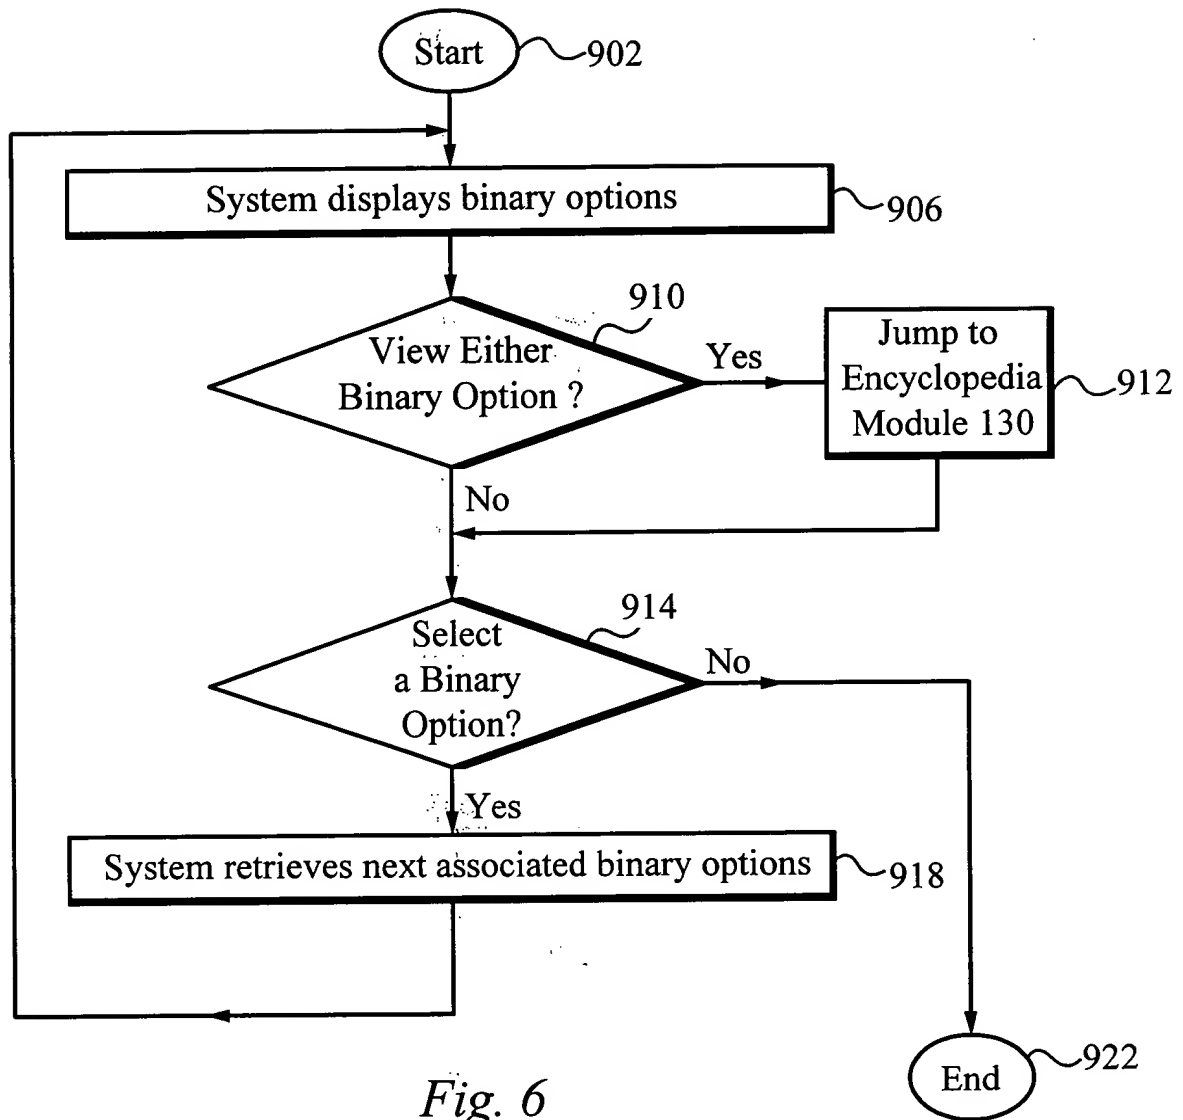 Start
902
System displays binary options
906
910
View Either
Binary Option ?
Yes
Jump to
Encyclopedia
Module 130
912
No
914
Select
a Binary
Option?
No
Yes
System retrieves next associated binary options
918
End
922
Fig. 6